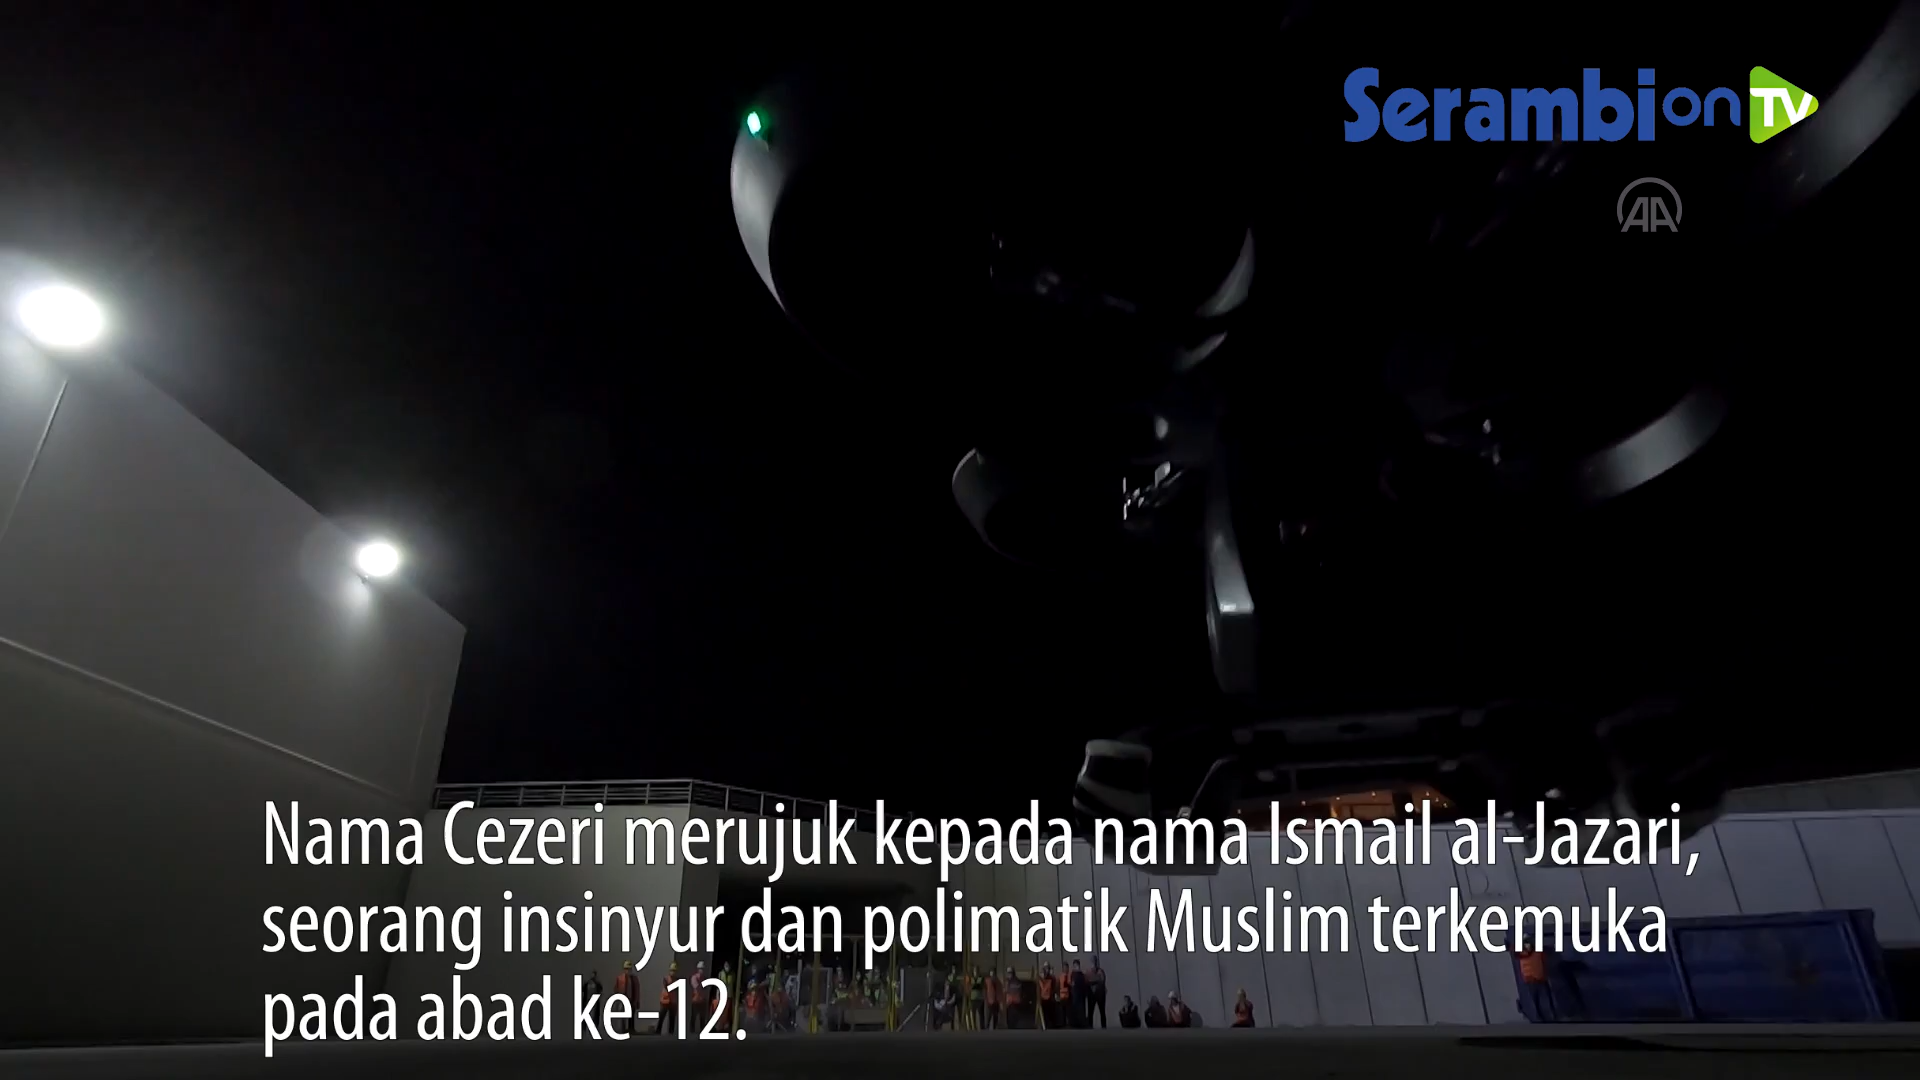 Serambi on TV
AA
Nama Cezeri merujuk kepada nama Ismail al-Jazari,
seorang insinyur dan polimatik Muslim terkemuka
pada abad ke-12.